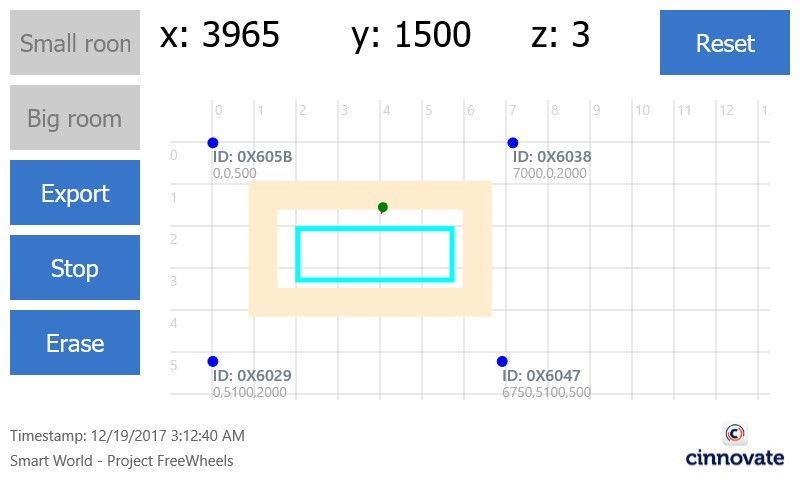 Small roon
x: 3965 y: 1500 z: 3
Reset
Big room
Export
Stop
Erase
0 1 2 3 4 5 6 7 8 9 10 11 12 1.
0
1
2
3
4
5
ID: 0X605B
0,0,500
ID: 0X6038
7000,0,2000
ID: 0X6029
0,5100,2000
ID: 0X6047
6750,5100,500
Timestamp: 12/19/2017 3:12:40 AM
Smart World - Project FreeWheels
cinnovate